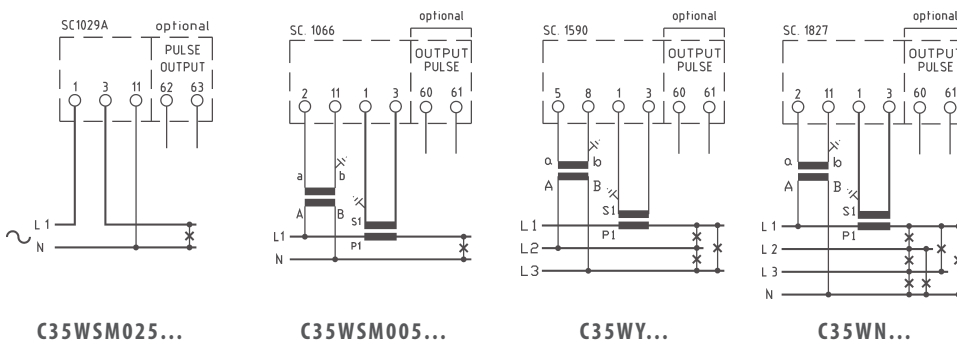 SC1029A optional
PULSE
OUTPUT
1 3 11 62 63
L1
N
C35WSM025...
optional
SC. 1066
OUTPUT
PULSE
2 11 1 3 60 61
a b
A B
S1
L1 P1
N
C35WSM005...
optional
SC. 1590
OUTPUT
PULSE
5 8 1 3 60 61
a b
A B
S1
L1 P1
L2
L3
C35WY...
optional
SC. 1827
OUTPU
PULSE
2 11 1 3 60 61
a b
A B
S1
L1 P1
L2
L3
N
C35WN...